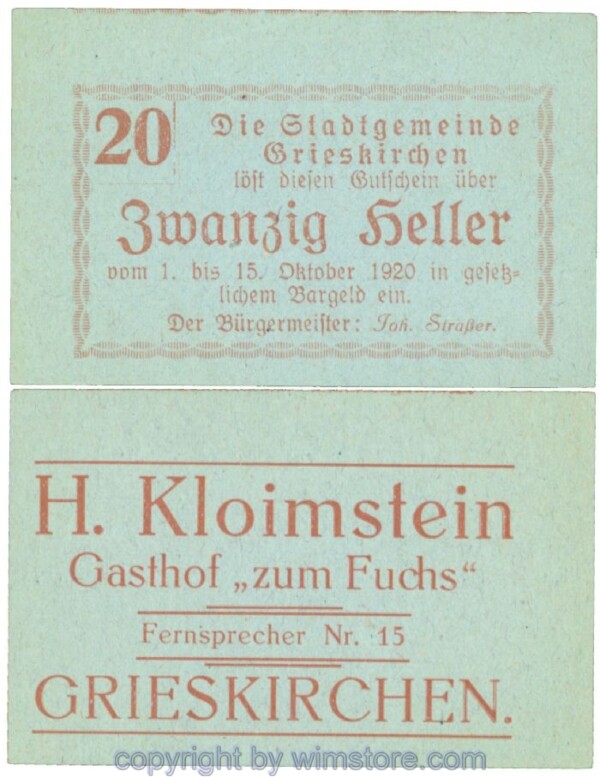 20
Die Stadtgemeinde
Grieskirchen
löst diesen Gutschein über
Zwanzig Heller
vom 1. bis 15. Oktober 1920 in gesetz=
lichem Bargeld ein.
Der Bürgermeister: Joh. Straßer.
H. Kloimstein
Gasthof „zum Fuchs“
Fernsprecher Nr. 15
GRIESKIRCHEN.
copyright by wimstore.com